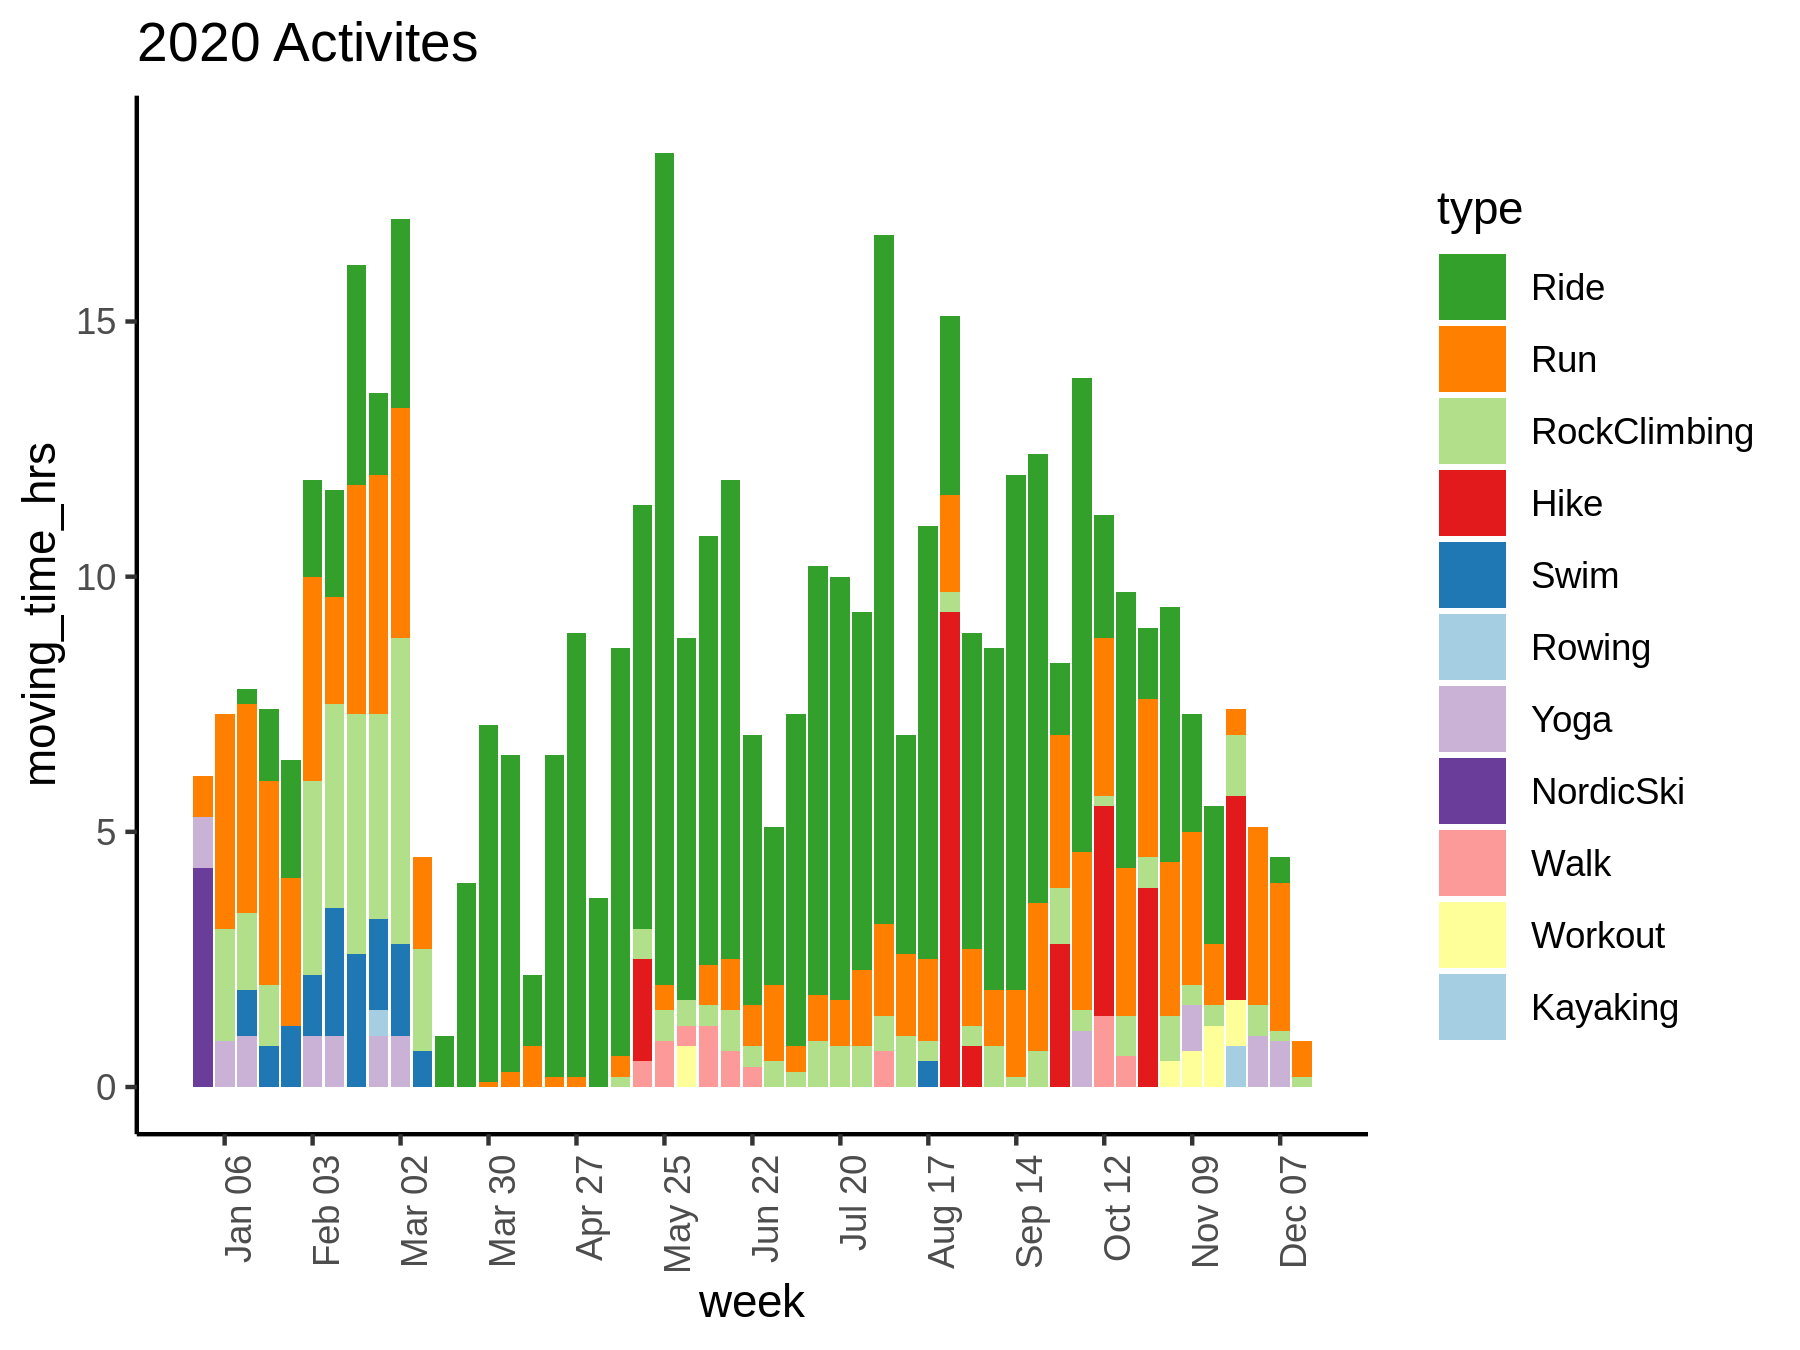 2020 Activites
moving_time_hrs
15
10
5
0
Jan 06
Feb 03
Mar 02
Mar 30
Apr 27
May 25
Jun 22
Jul 20
Aug 17
Sep 14
Oct 12
Nov 09
Dec 07
week
type
Ride
Run
RockClimbing
Hike
Swim
Rowing
Yoga
NordicSki
Walk
Workout
Kayaking